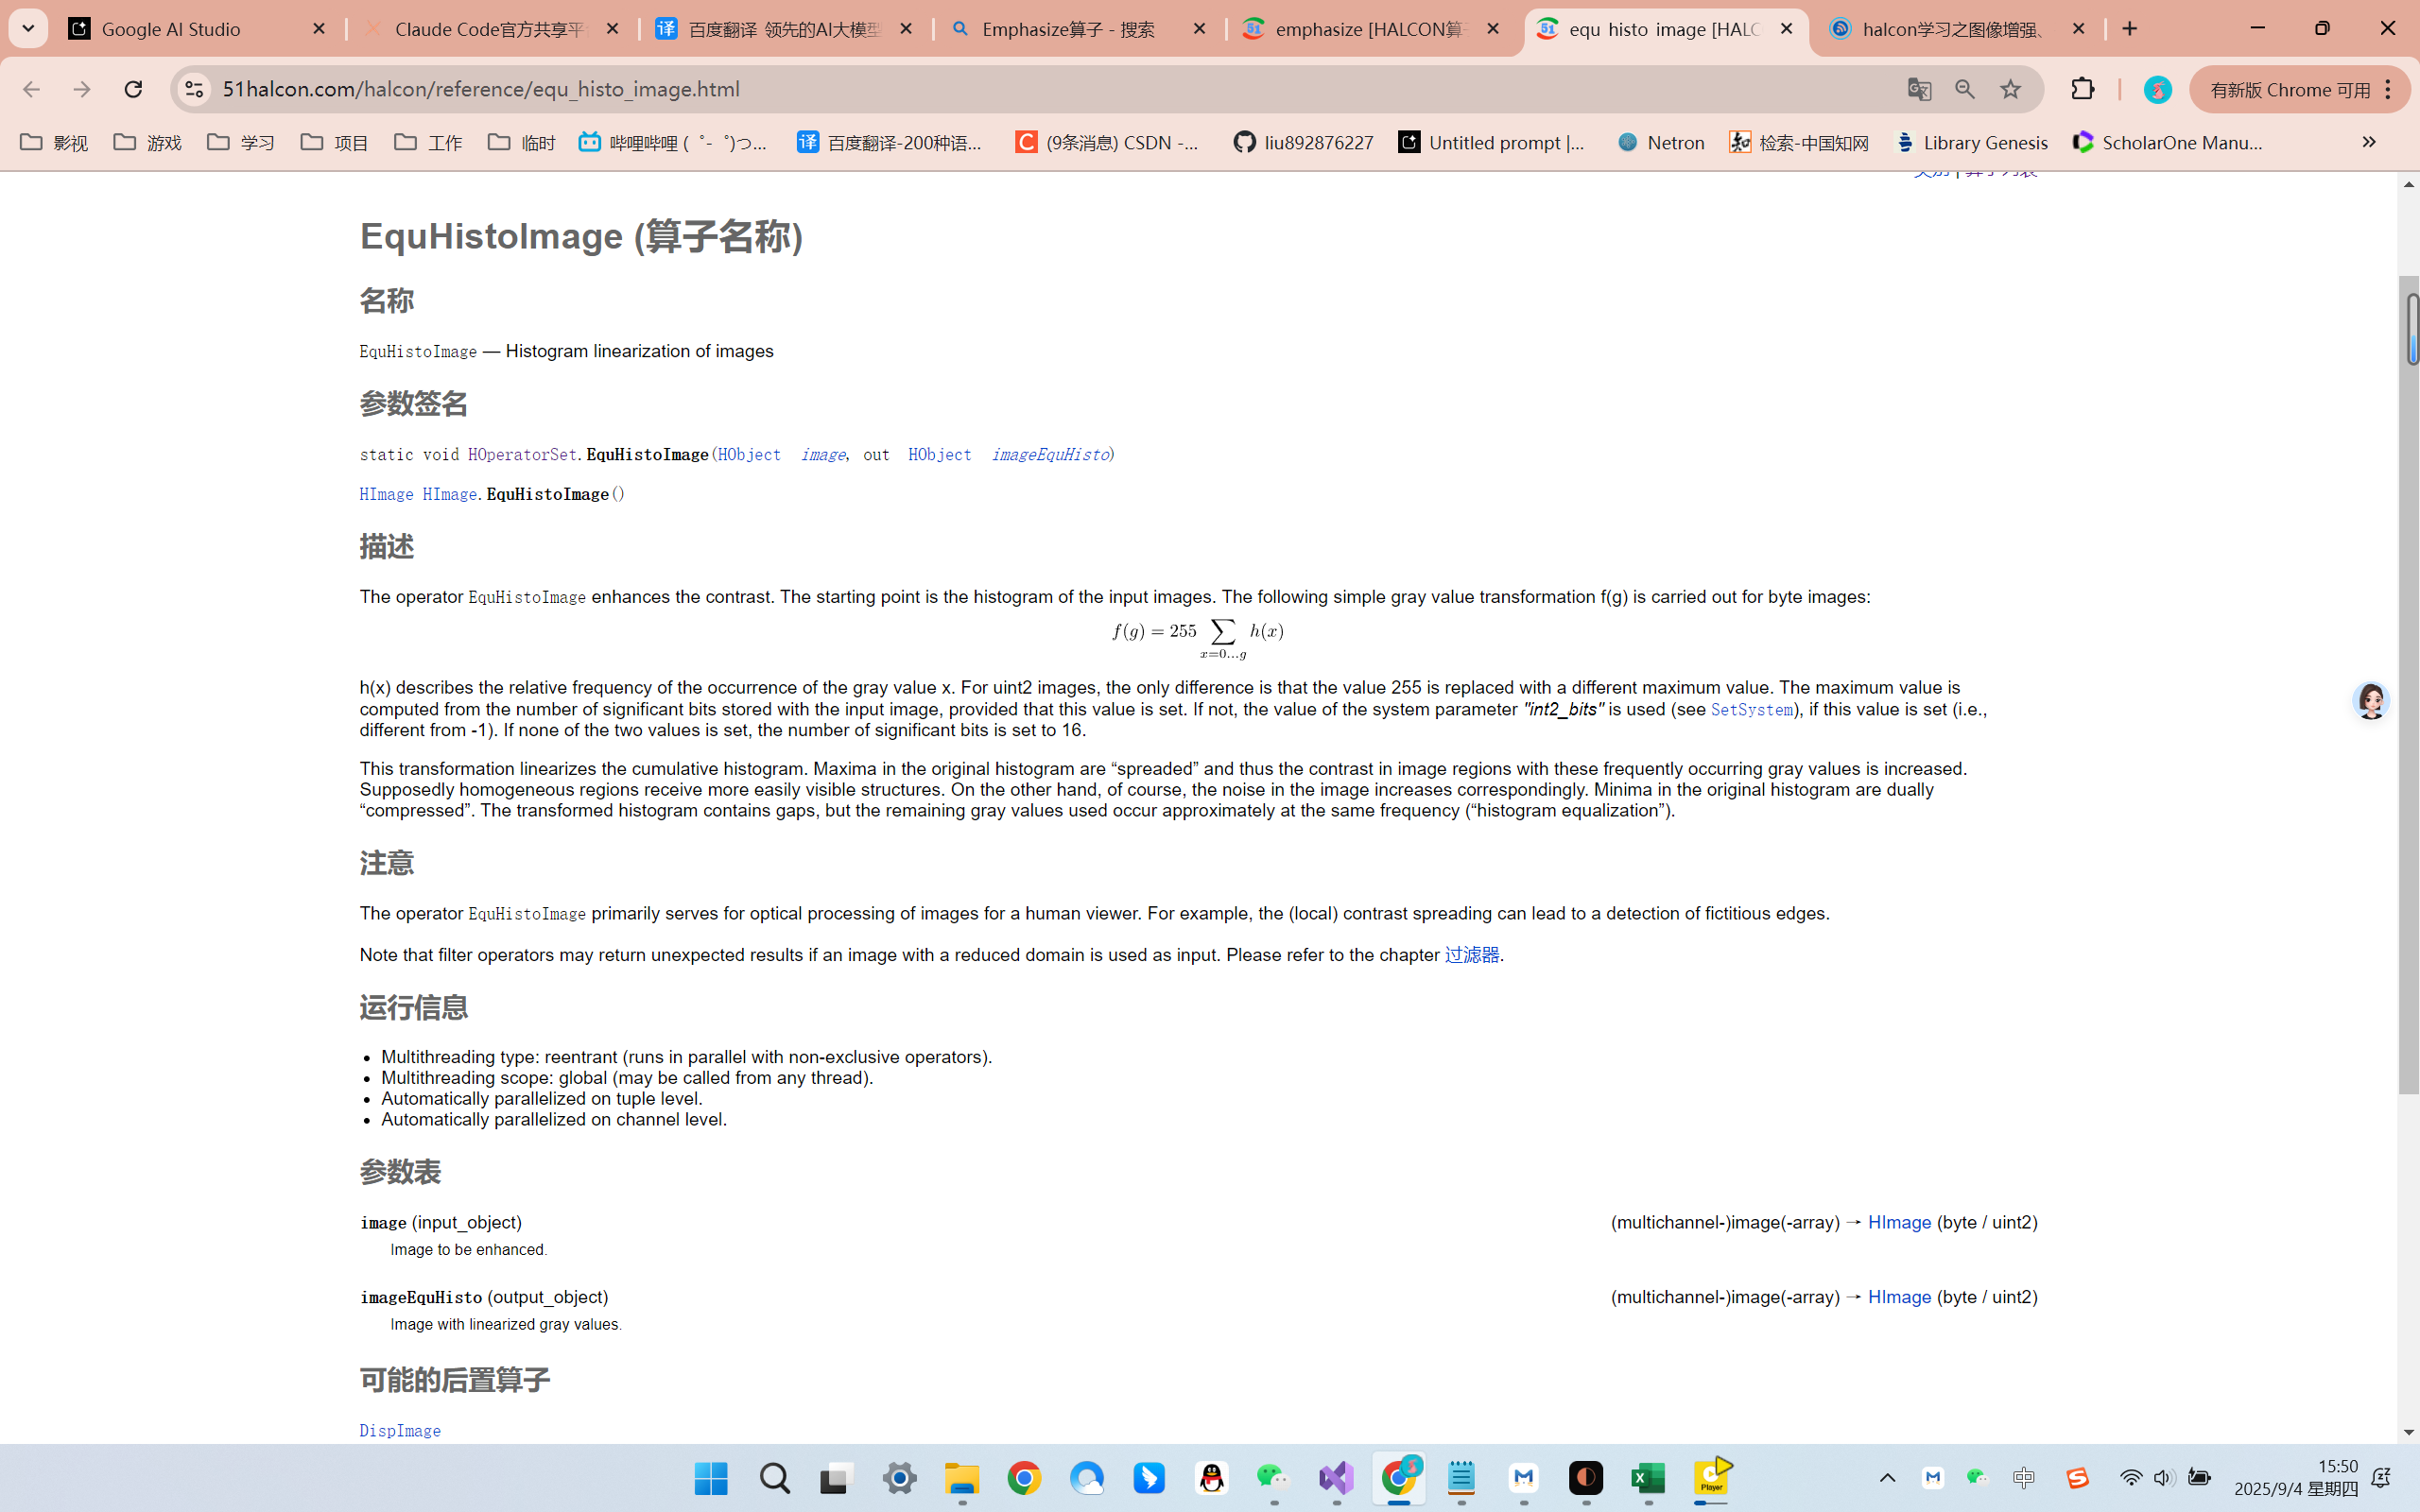 Google AI Studio
Claude Code官方共享平
百度翻译 领先的AI大模型
Emphasize算子 - 搜索
emphasize [HALCON算子
equ_histo_image [HALC
halcon学习之图像增强、
51halcon.com/halcon/reference/equ_histo_image.html
有新版 Chrome 可用
影视
游戏
学习
项目
工作
临时
哔哩哔哩 (゜-゜)つ...
百度翻译-200种语...
(9条消息) CSDN -...
liu892876227
Untitled prompt |...
Netron
检索-中国知网
Library Genesis
ScholarOne Manu...
类别 | 算子列表
EquHistoImage (算子名称)
名称
EquHistoImage — Histogram linearization of images
参数签名
static void HOperatorSet.EquHistoImage(HObject image, out HObject imageEquHisto)
HImage HImage.EquHistoImage()
描述
The operator EquHistoImage enhances the contrast. The starting point is the histogram of the input images. The following simple gray value transformation f(g) is carried out for byte images:
f(g) = 255 ∑ h(x)
x=0...g
h(x) describes the relative frequency of the occurrence of the gray value x. For uint2 images, the only difference is that the value 255 is replaced with a different maximum value. The maximum value is
computed from the number of significant bits stored with the input image, provided that this value is set. If not, the value of the system parameter "int2_bits" is used (see SetSystem), if this value is set (i.e.,
different from -1). If none of the two values is set, the number of significant bits is set to 16.
This transformation linearizes the cumulative histogram. Maxima in the original histogram are “spreaded” and thus the contrast in image regions with these frequently occurring gray values is increased.
Supposedly homogeneous regions receive more easily visible structures. On the other hand, of course, the noise in the image increases correspondingly. Minima in the original histogram are dually
“compressed”. The transformed histogram contains gaps, but the remaining gray values used occur approximately at the same frequency (“histogram equalization”).
注意
The operator EquHistoImage primarily serves for optical processing of images for a human viewer. For example, the (local) contrast spreading can lead to a detection of fictitious edges.
Note that filter operators may return unexpected results if an image with a reduced domain is used as input. Please refer to the chapter 过滤器.
运行信息
• Multithreading type: reentrant (runs in parallel with non-exclusive operators).
• Multithreading scope: global (may be called from any thread).
• Automatically parallelized on tuple level.
• Automatically parallelized on channel level.
参数表
image (input_object) (multichannel-)image(-array) → HImage (byte / uint2)
Image to be enhanced.
imageEquHisto (output_object) (multichannel-)image(-array) → HImage (byte / uint2)
Image with linearized gray values.
可能的后置算子
DispImage
Player
中
15:50
2025/9/4 星期四